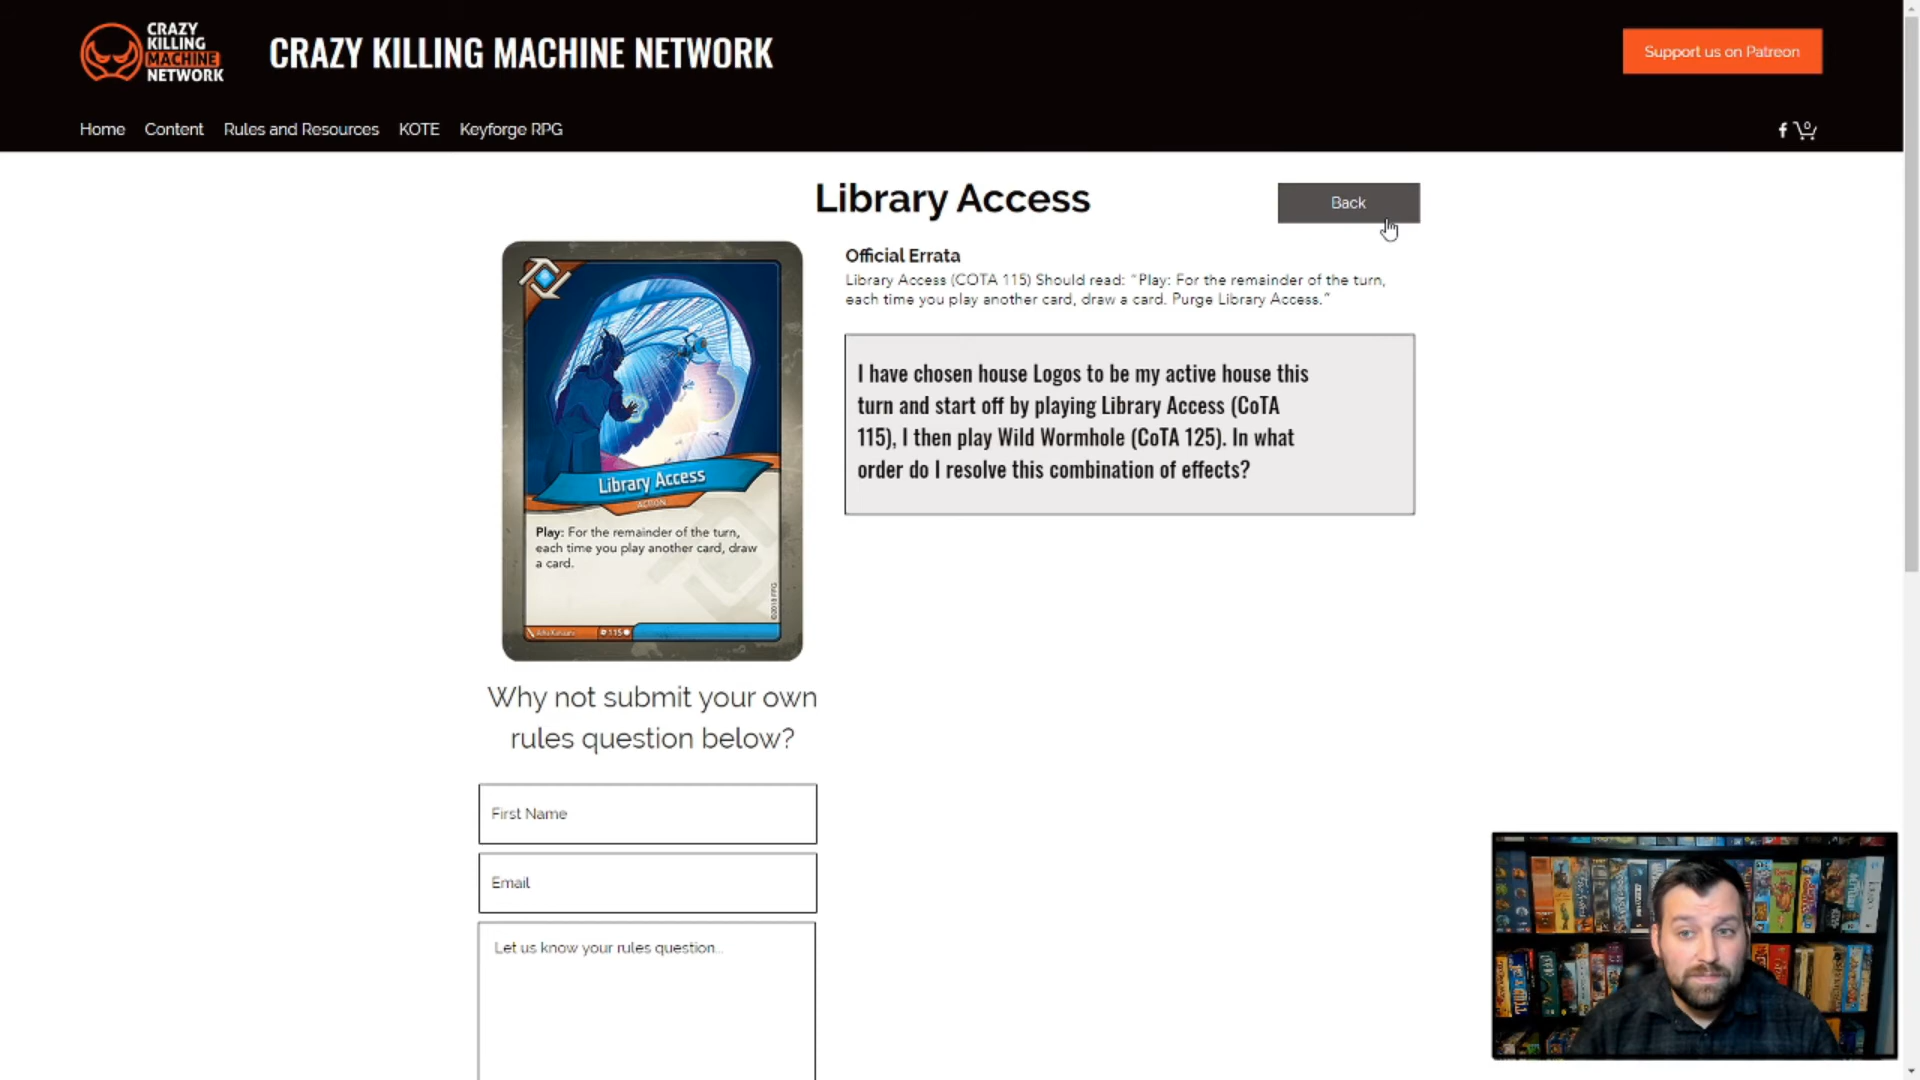 CRAZY
KILLING
MACHINE
NETWORK
CRAZY KILLING MACHINE NETWORK
Support us on Patreon
Home
Content
Rules and Resources
KOTE
Keyforge RPG
0
Library Access
Back
Official Errata
Library Access (COTA 115) Should read: “Play: For the remainder of the turn,
each time you play another card, draw a card. Purge Library Access.”
I have chosen house Logos to be my active house this
turn and start off by playing Library Access (CoTA
115), I then play Wild Wormhole (CoTA 125). In what
order do I resolve this combination of effects?
Library Access
ACTION
Play: For the remainder of the turn,
each time you play another card, draw
a card.
©2018 FFG
115
Why not submit your own
rules question below?
First Name
Email
Let us know your rules question...